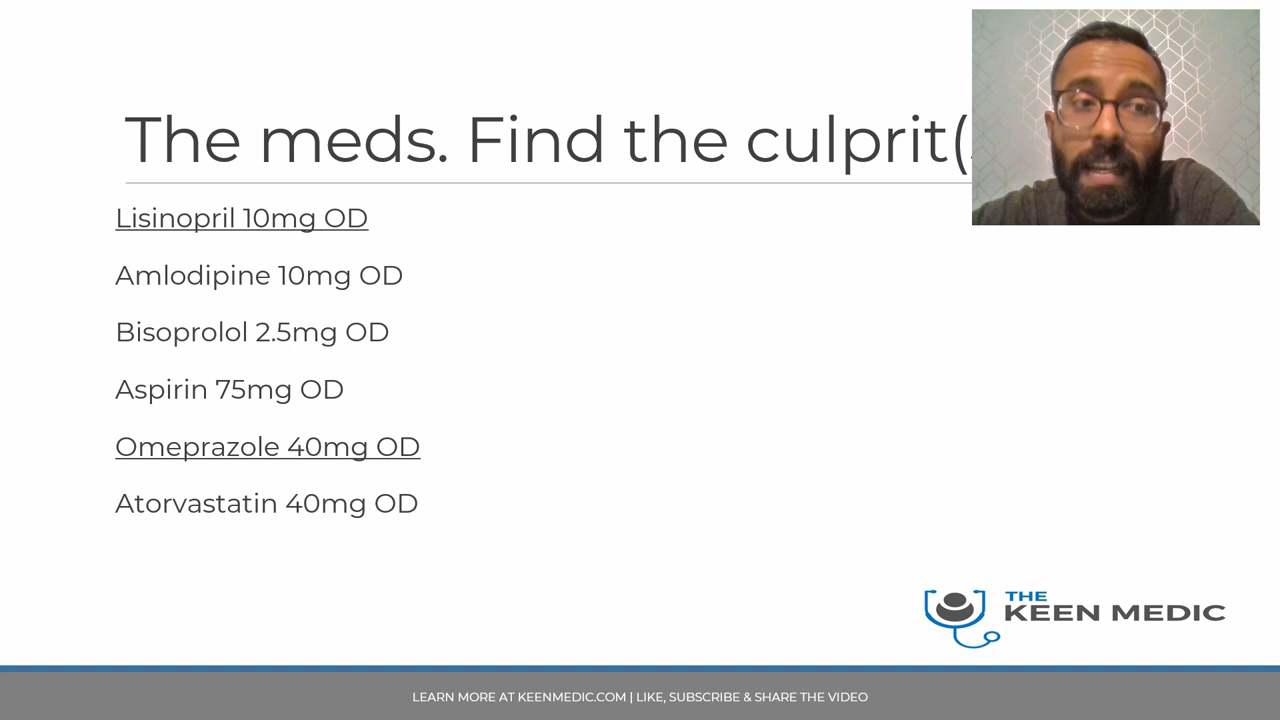 The meds. Find the culprit(
Lisinopril 10mg OD
Amlodipine 10mg OD
Bisoprolol 2.5mg OD
Aspirin 75mg OD
Omeprazole 40mg OD
Atorvastatin 40mg OD
THE
KEEN MEDIC
LEARN MORE AT KEENMEDIC.COM | LIKE, SUBSCRIBE & SHARE THE VIDEO